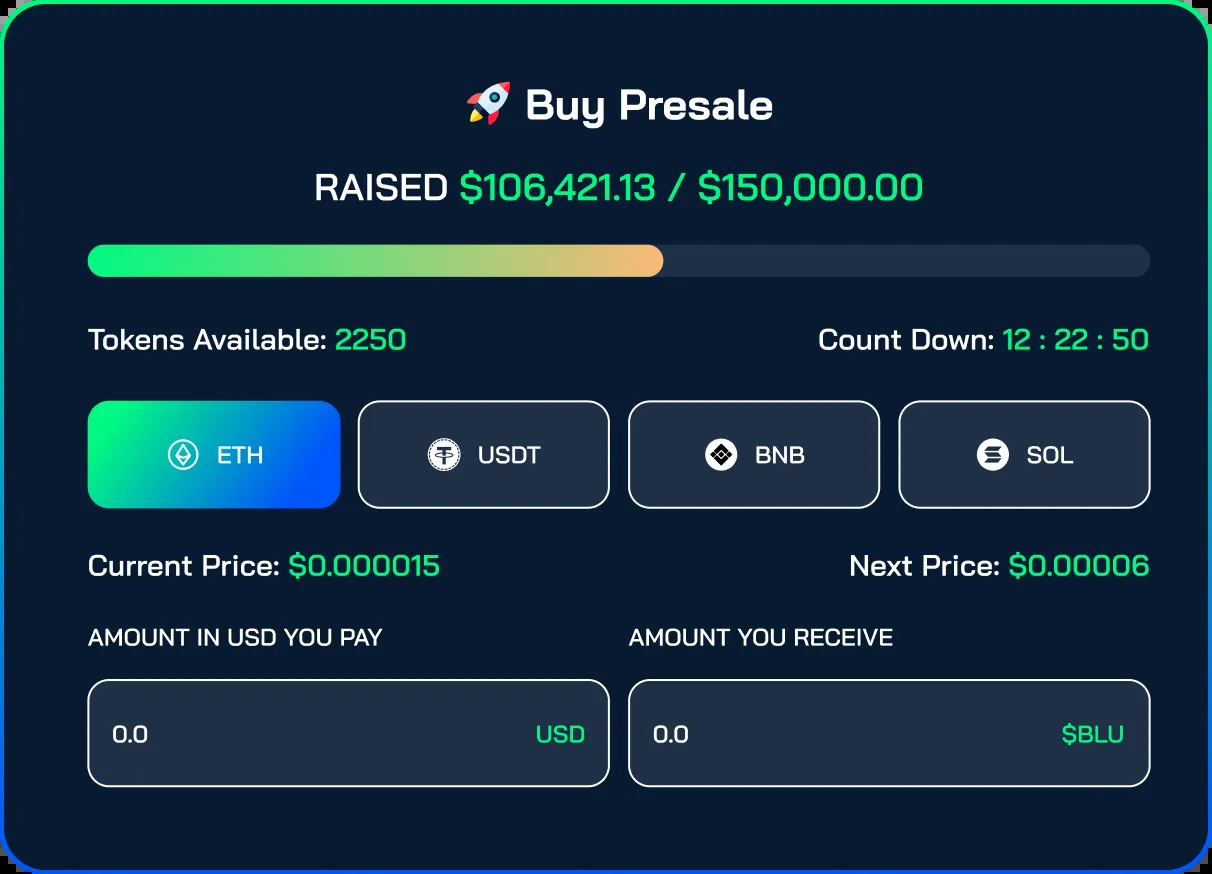 Buy Presale
RAISED $106,421.13 / $150,000.00
Tokens Available: 2250
Count Down: 12 : 22 : 50
ETH
USDT
BNB
SOL
Current Price: $0.000015
Next Price: $0.00006
AMOUNT IN USD YOU PAY
AMOUNT YOU RECEIVE
0.0 USD
0.0 $BLU